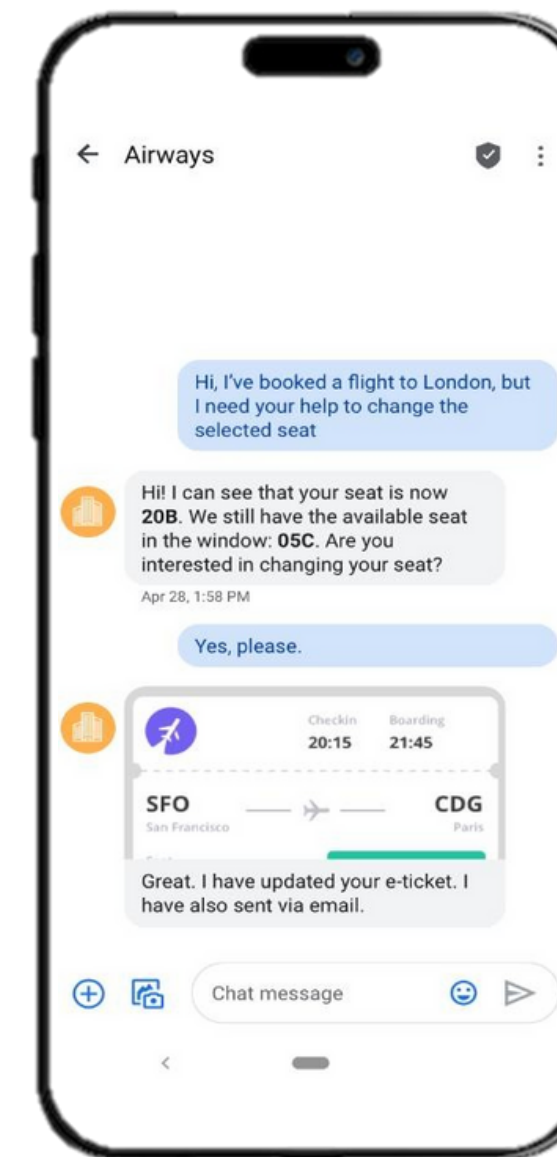 Airways
Hi, I've booked a flight to London, but
I need your help to change the
selected seat
Hi! I can see that your seat is now
20B. We still have the available seat
in the window: 05C. Are you
interested in changing your seat?
Apr 28, 1:58 PM
Yes, please.
Checkin Boarding
20:15 21:45
SFO CDG
San Francisco Paris
Great. I have updated your e-ticket. I
have also sent via email.
Chat message